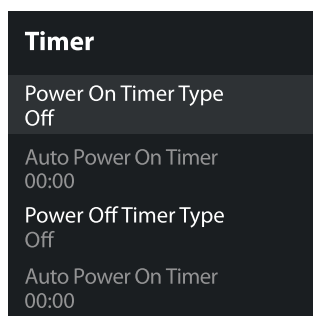 Timer
Power On Timer Type
Off
Auto Power On Timer
00:00
Power Off Timer Type
Off
Auto Power On Timer
00:00